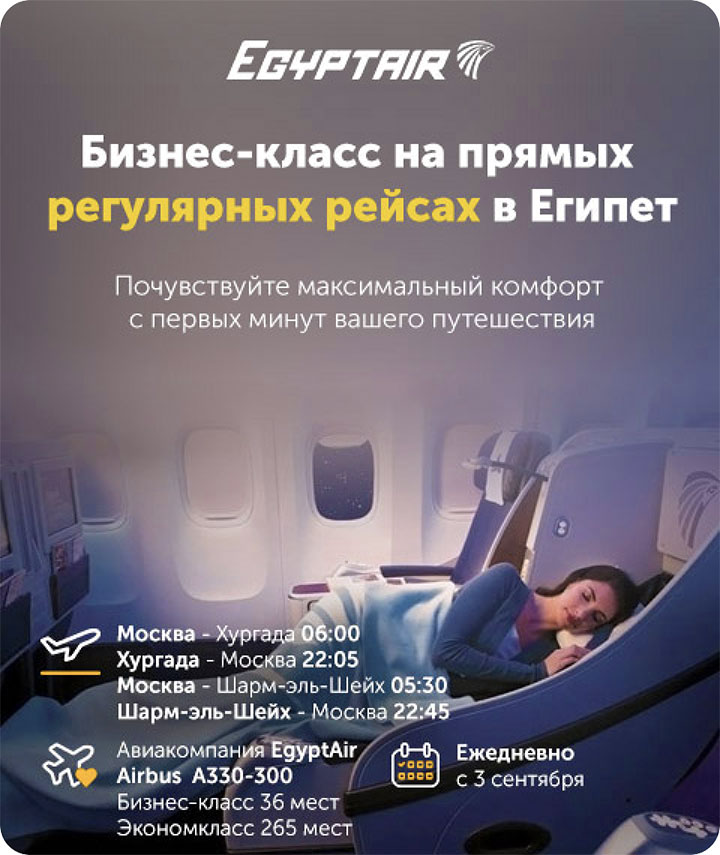 EGYPTAIR
Бизнес-класс на прямых
регулярных рейсах в Египет
Почувствуйте максимальный комфорт
с первых минут вашего путешествия
Москва - Хургада 06:00
Хургада - Москва 22:05
Москва - Шарм-эль-Шейх 05:30
Шарм-эль-Шейх - Москва 22:45
Авиакомпания EgyptAir
Airbus A330-300
Бизнес-класс 36 мест
Экономкласс 265 мест
Ежедневно
с 3 сентября